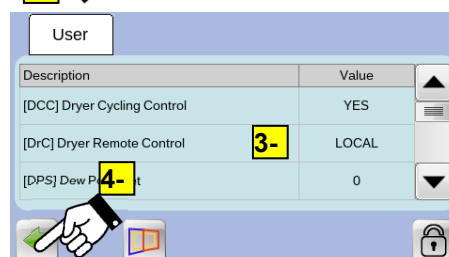 User
Description Value
[DCC] Dryer Cycling Control YES
[DrC] Dryer Remote Control 3- LOCAL
[DPS] Dew 4- t 0